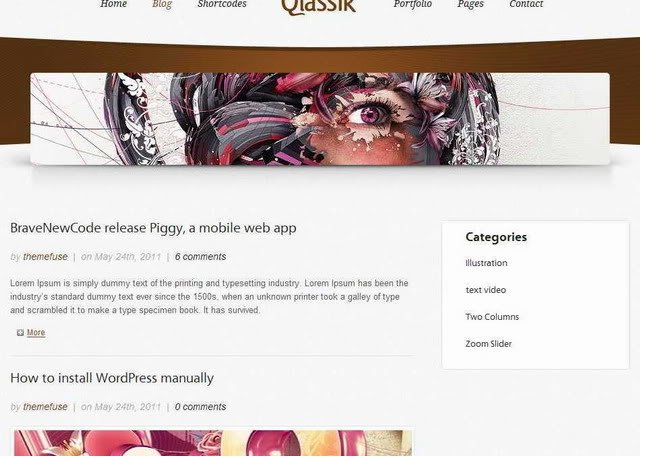 Home Blog Shortcodes Qlassik Portfolio Pages Contact
BraveNewCode release Piggy, a mobile web app
by themefuse | on May 24th, 2011 | 6 comments
Lorem Ipsum is simply dummy text of the printing and typesetting industry. Lorem Ipsum has been the
industry's standard dummy text ever since the 1500s, when an unknown printer took a galley of type
and scrambled it to make a type specimen book. It has survived.
More
How to install WordPress manually
by themefuse | on May 24th, 2011 | 0 comments
Categories
Illustration
text video
Two Columns
Zoom Slider